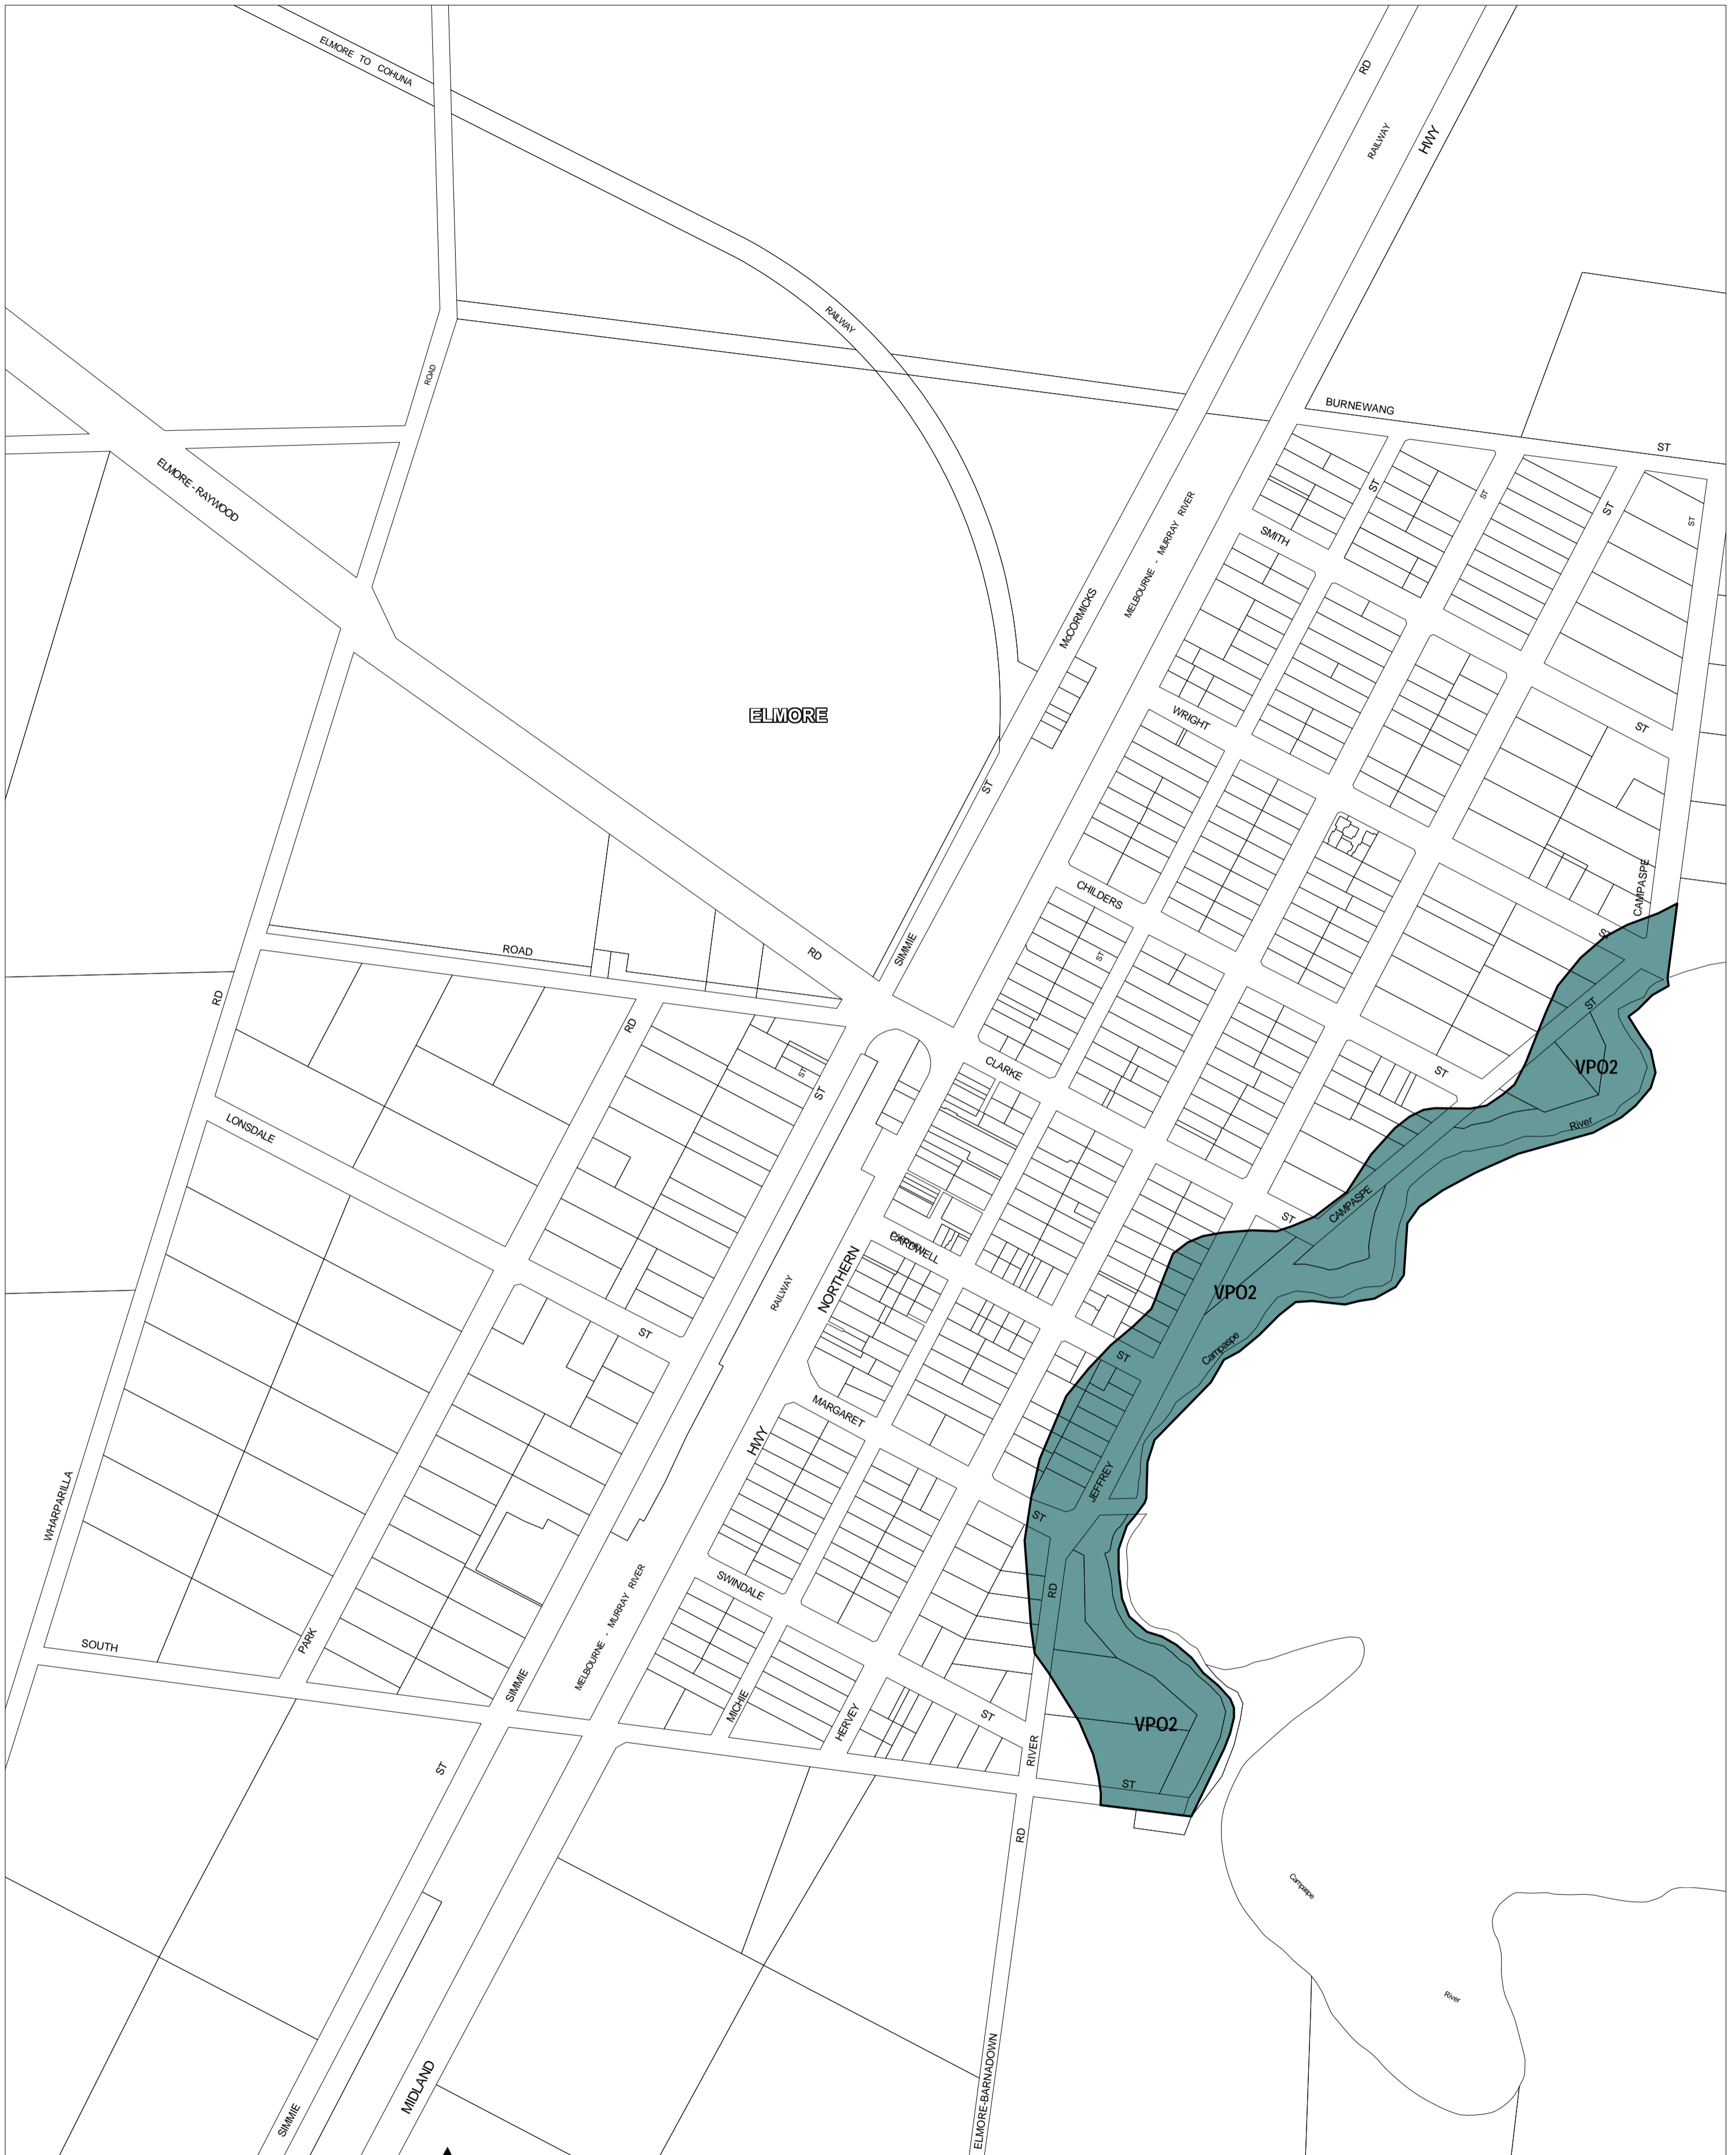 ELMORE TO COHUNA
RD
RAILWAY
HWY
RAILWAY
ROAD
BURNEWANG
ST
ELMORE - RAYWOOD
ST
ST
ST
ST
MELBOURNE - MURRAY RIVER
SMITH
McCORMICKS
ELMORE
WRIGHT
ST
ST
CHILDERS
CAMPASPE
ROAD
RD
SIMMIE
ST
ST
RD
RD
ST
CLARKE
ST
ST
ST
VPO2
LONSDALE
River
CAMPASPE
ST
CARDWELL
NORTHERN
RAILWAY
VPO2
ST
Campaspe
ST
MARGARET
HWY
JEFFREY
WHARPARILLA
ST
SWINDALE
MELBOURNE - MURRAY RIVER
RD
PARK
SOUTH
SIMMIE
MICHIE
HERVEY
ST
VPO2
RIVER
ST
ST
RD
Campaspe
River
MIDLAND
SIMMIE
ELMORE-BARNADOWN